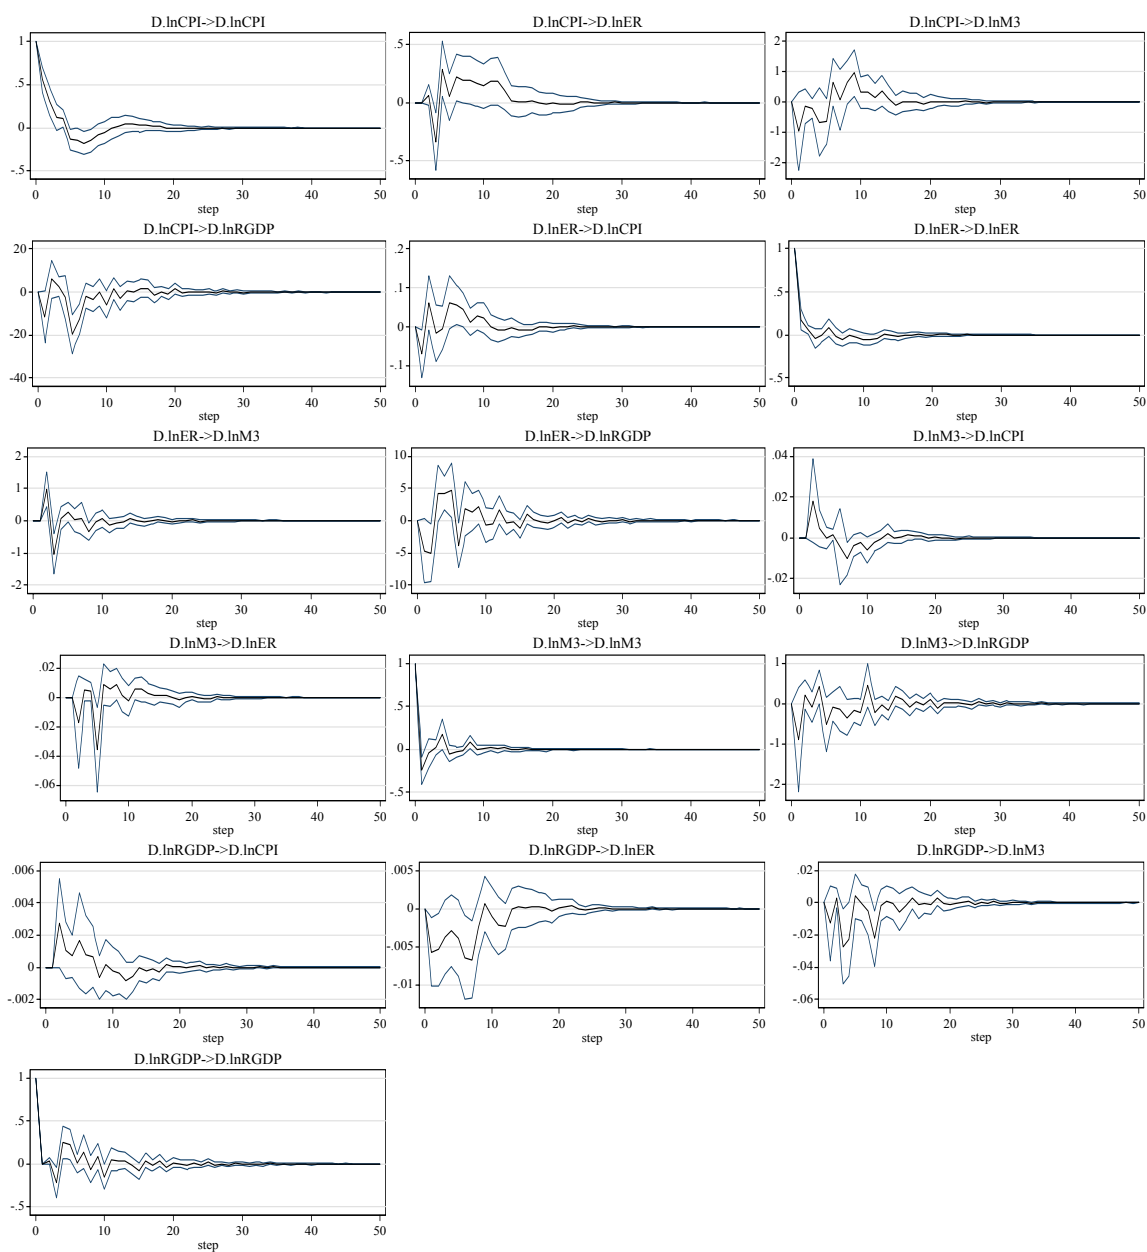 D.lnCPI->D.lnCPI
1
.5
0
-.5
0 10 20 30 40 50
step
D.lnCPI->D.lnER
.5
0
-.5
0 10 20 30 40 50
step
D.lnCPI->D.lnM3
2
1
0
-1
-2
0 10 20 30 40 50
step
D.lnCPI->D.lnRGDP
20
0
-20
-40
0 10 20 30 40 50
step
D.lnER->D.lnCPI
.2
.1
0
-.1
0 10 20 30 40 50
step
D.lnER->D.lnER
1
.5
0
-.5
0 10 20 30 40 50
step
D.lnER->D.lnM3
2
1
0
-1
-2
0 10 20 30 40 50
step
D.lnER->D.lnRGDP
10
5
0
-5
-10
0 10 20 30 40 50
step
D.lnM3->D.lnCPI
.04
.02
0
-.02
0 10 20 30 40 50
step
D.lnM3->D.lnER
.02
0
-.02
-.04
-.06
0 10 20 30 40 50
step
D.lnM3->D.lnM3
1
.5
0
-.5
0 10 20 30 40 50
step
D.lnM3->D.lnRGDP
1
0
-1
-2
0 10 20 30 40 50
step
D.lnRGDP->D.lnCPI
.006
.004
.002
0
-.002
0 10 20 30 40 50
step
D.lnRGDP->D.lnER
.005
0
-.005
-.01
0 10 20 30 40 50
step
D.lnRGDP->D.lnM3
.02
0
-.02
-.04
-.06
0 10 20 30 40 50
step
D.lnRGDP->D.lnRGDP
1
.5
0
-.5
0 10 20 30 40 50
step